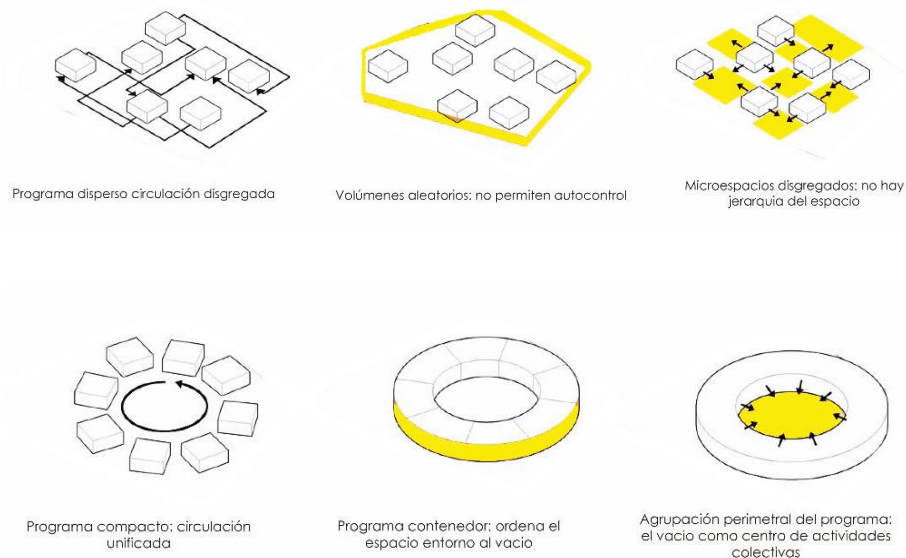 Programa disperso circulación disgregada
Volúmenes aleatorios: no permiten autocontrol
Microespacios disgregados: no hay
jerarquia del espacio
Programa compacto: circulación
unificada
Programa contenedor: ordena el
espacio entorno al vacio
Agrupación perimetral del programa:
el vacio como centro de actividades
colectivas